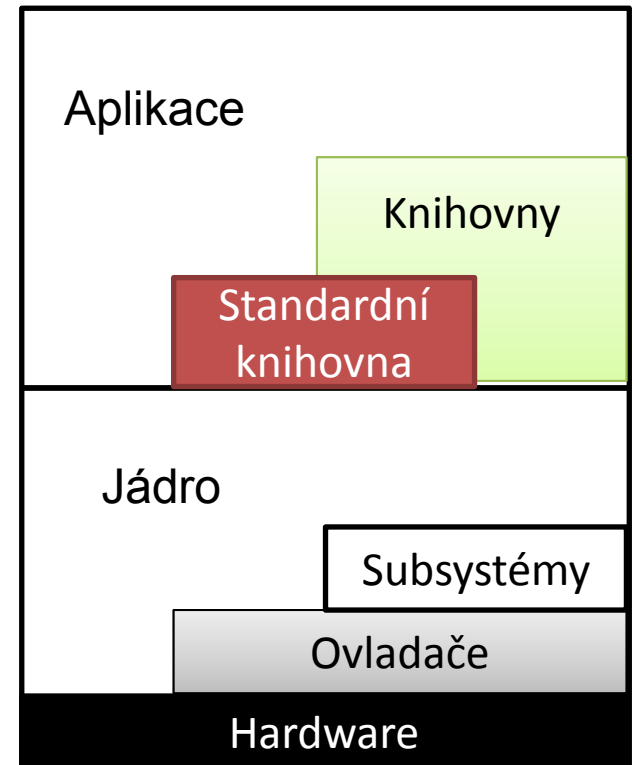 Aplikace
Knihovny
Standardní
knihovna
Jádro
Subsystémy
Ovladače
Hardware